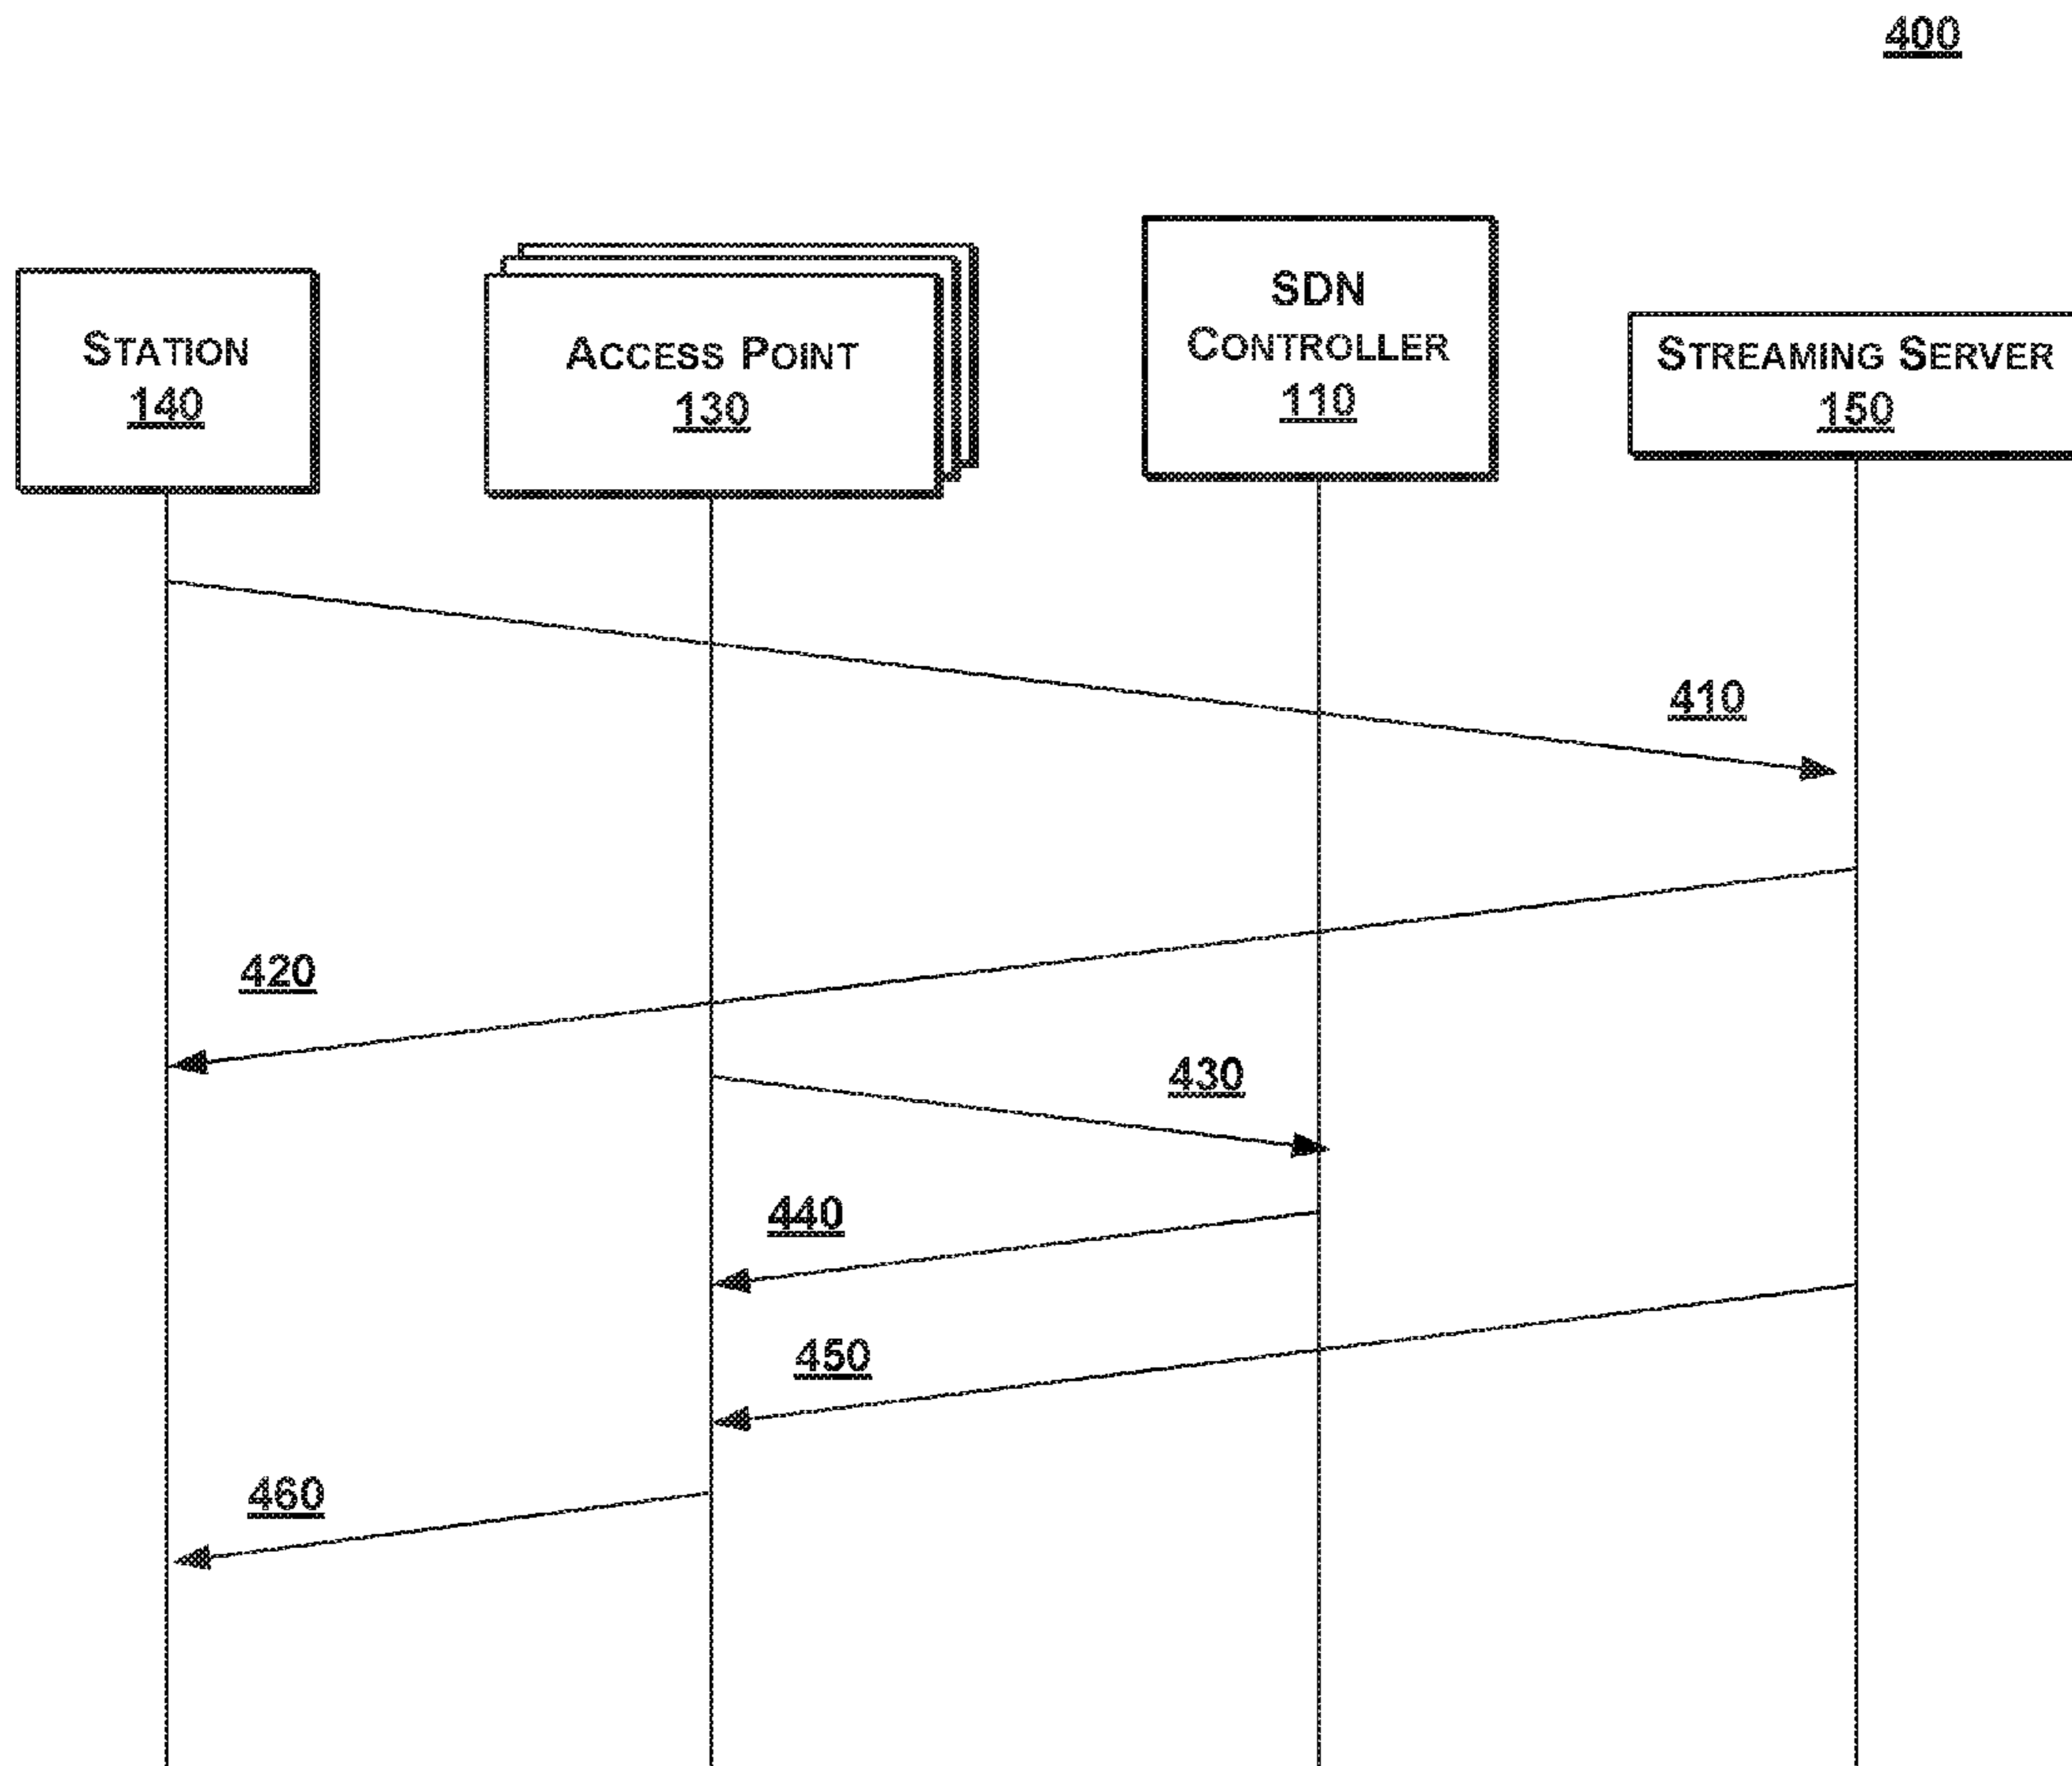 400
STATION
140
ACCESS POINT
130
SDN
CONTROLLER
110
STREAMING SERVER
150
410
420
430
440
450
460